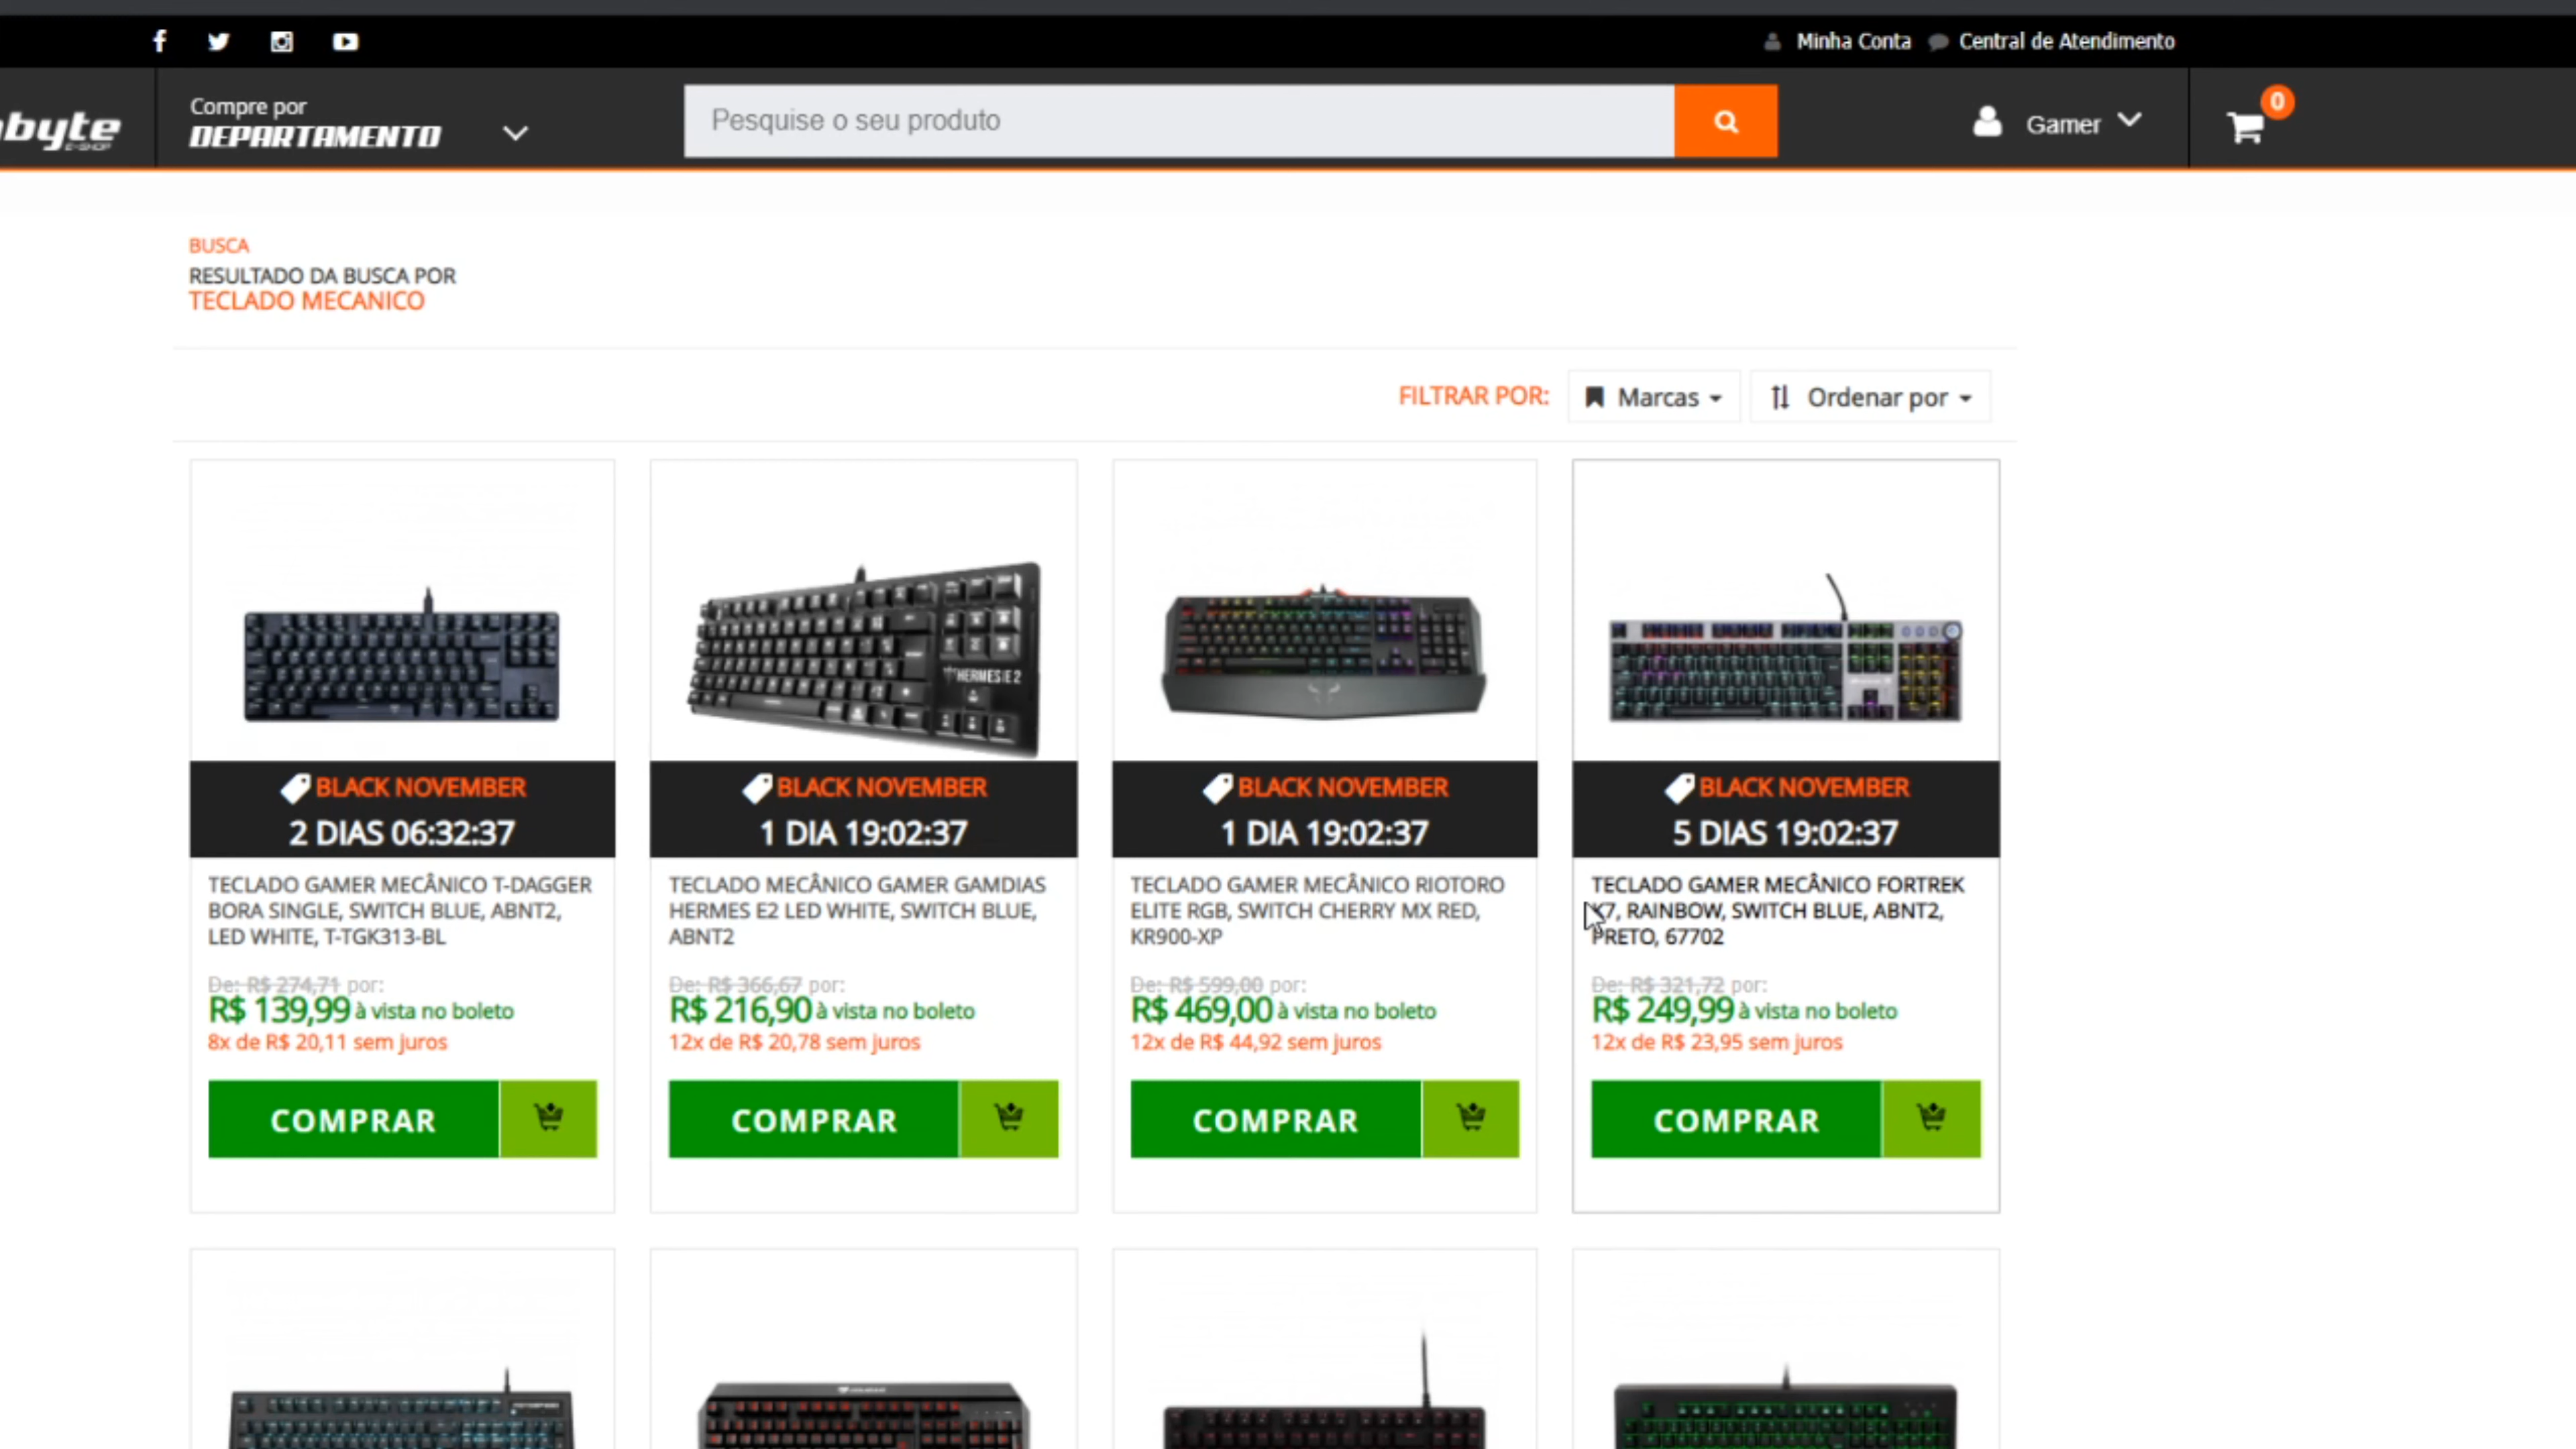 Minha Conta Central de Atendimento
abyte
E-SHOP
Compre por
DEPARTAMENTO
Pesquise o seu produto
Gamer
0
BUSCA
RESULTADO DA BUSCA POR
TECLADO MECANICO
FILTRAR POR: Marcas Ordenar por
HERMES E2
BLACK NOVEMBER
2 DIAS 06:32:37
TECLADO GAMER MECÂNICO T-DAGGER
BORA SINGLE, SWITCH BLUE, ABNT2,
LED WHITE, T-TGK313-BL
De: R$ 274,71 por:
R$ 139,99 à vista no boleto
8x de R$ 20,11 sem juros
COMPRAR
BLACK NOVEMBER
1 DIA 19:02:37
TECLADO MECÂNICO GAMER GAMDIAS
HERMES E2 LED WHITE, SWITCH BLUE,
ABNT2
De: R$ 366,67 por:
R$ 216,90 à vista no boleto
12x de R$ 20,78 sem juros
COMPRAR
BLACK NOVEMBER
1 DIA 19:02:37
TECLADO GAMER MECÂNICO RIOTORO
ELITE RGB, SWITCH CHERRY MX RED,
KR900-XP
De: R$ 599,00 por:
R$ 469,00 à vista no boleto
12x de R$ 44,92 sem juros
COMPRAR
BLACK NOVEMBER
5 DIAS 19:02:37
TECLADO GAMER MECÂNICO FORTREK
K7, RAINBOW, SWITCH BLUE, ABNT2,
PRETO, 67702
De: R$ 321,72 por:
R$ 249,99 à vista no boleto
12x de R$ 23,95 sem juros
COMPRAR